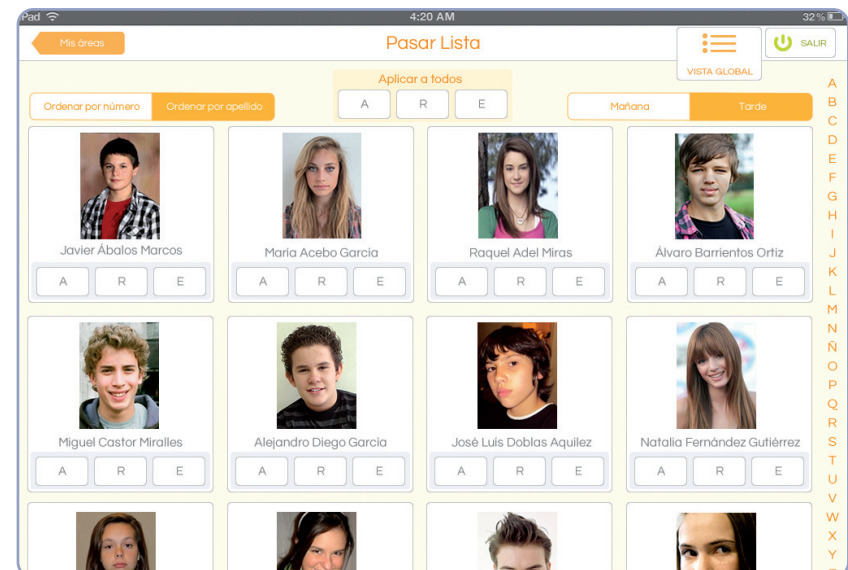 Pad 4:20 AM 32%
Mis áreas Pasar Lista VISTA GLOBAL SALIR
Aplicar a todos
A R E
Ordenar por número Ordenar por apellido Mañana Tarde
Javier Ábalos Marcos María Acebo García Raquel Adel Miras Álvaro Barrientos Ortiz
A R E A R E A R E A R E
Miguel Castor Miralles Alejandro Diego García José Luis Doblas Aquilez Natalia Fernández Gutiérrez
A R E A R E A R E A R E
A
B
C
D
E
F
G
H
I
J
K
L
M
N
Ñ
O
P
Q
R
S
T
U
V
W
X
Y